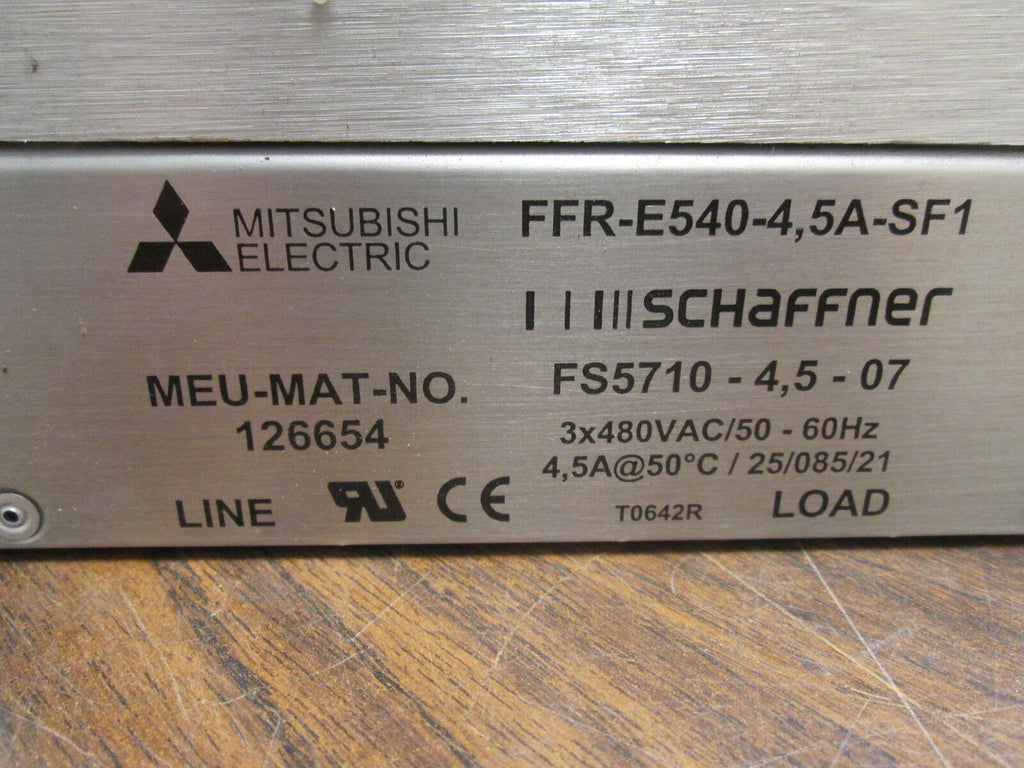 MITSUBISHI
ELECTRIC
FFR-E540-4,5A-SF1
SCHAFFNER
FS5710 - 4,5 - 07
MEU-MAT-NO.
126654
3x480VAC/50 - 60Hz
4,5A@50°C / 25/085/21
LINE RU® CE T0642R LOAD